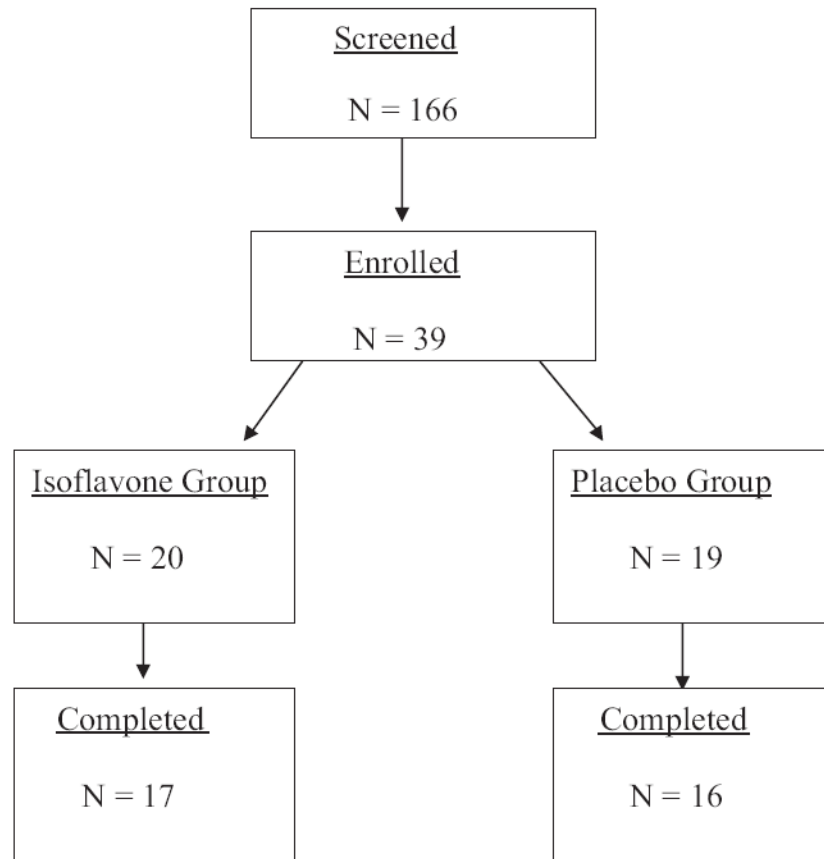 Screened
N = 166
Enrolled
N = 39
Isoflavone Group
N = 20
Placebo Group
N = 19
Completed
N = 17
Completed
N = 16